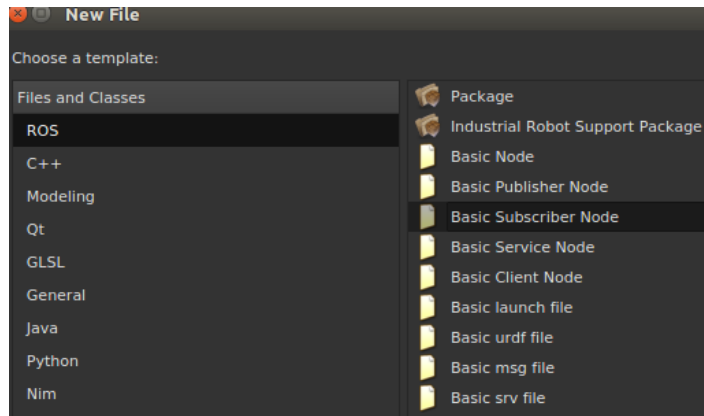 New File
Choose a template:
Files and Classes
ROS
C++
Modeling
Qt
GLSL
General
Java
Python
Nim
Package
Industrial Robot Support Package
Basic Node
Basic Publisher Node
Basic Subscriber Node
Basic Service Node
Basic Client Node
Basic launch file
Basic urdf file
Basic msg file
Basic srv file